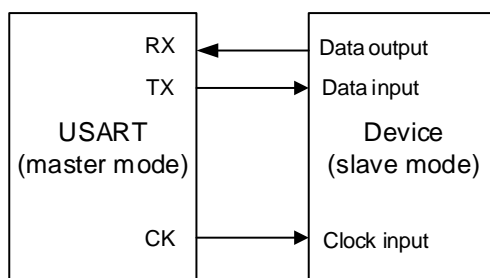 RX
Data output
TX
Data input
USART
(master mode)
Device
(slave mode)
CK
Clock input